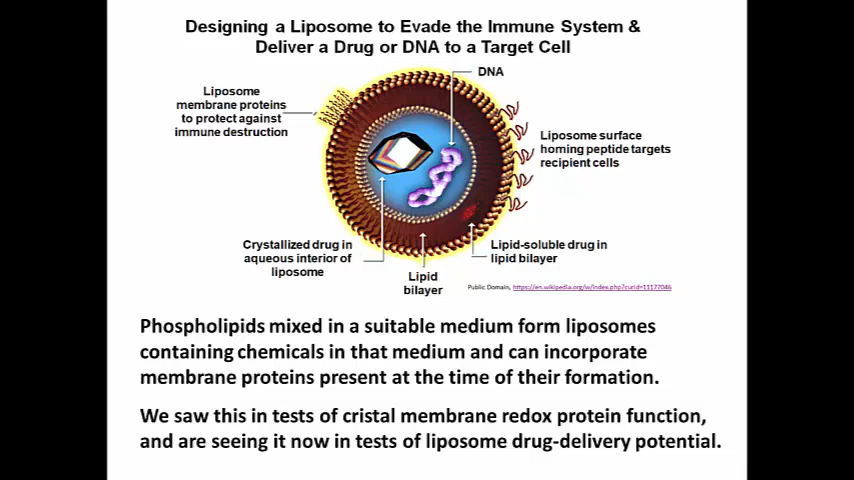 Designing a Liposome to Evade the Immune System &
Deliver a Drug or DNA to a Target Cell
DNA
Liposome
membrane proteins
to protect against
immune destruction
Liposome surface
homing peptide targets
recipient cells
Crystallized drug in
aqueous interior of
liposome
Lipid
bilayer
Lipid-soluble drug in
lipid bilayer
Public Domain, https://en.wikipedia.org/w/index.php?curid=11177046
Phospholipids mixed in a suitable medium form liposomes
containing chemicals in that medium and can incorporate
membrane proteins present at the time of their formation.
We saw this in tests of cristal membrane redox protein function,
and are seeing it now in tests of liposome drug-delivery potential.